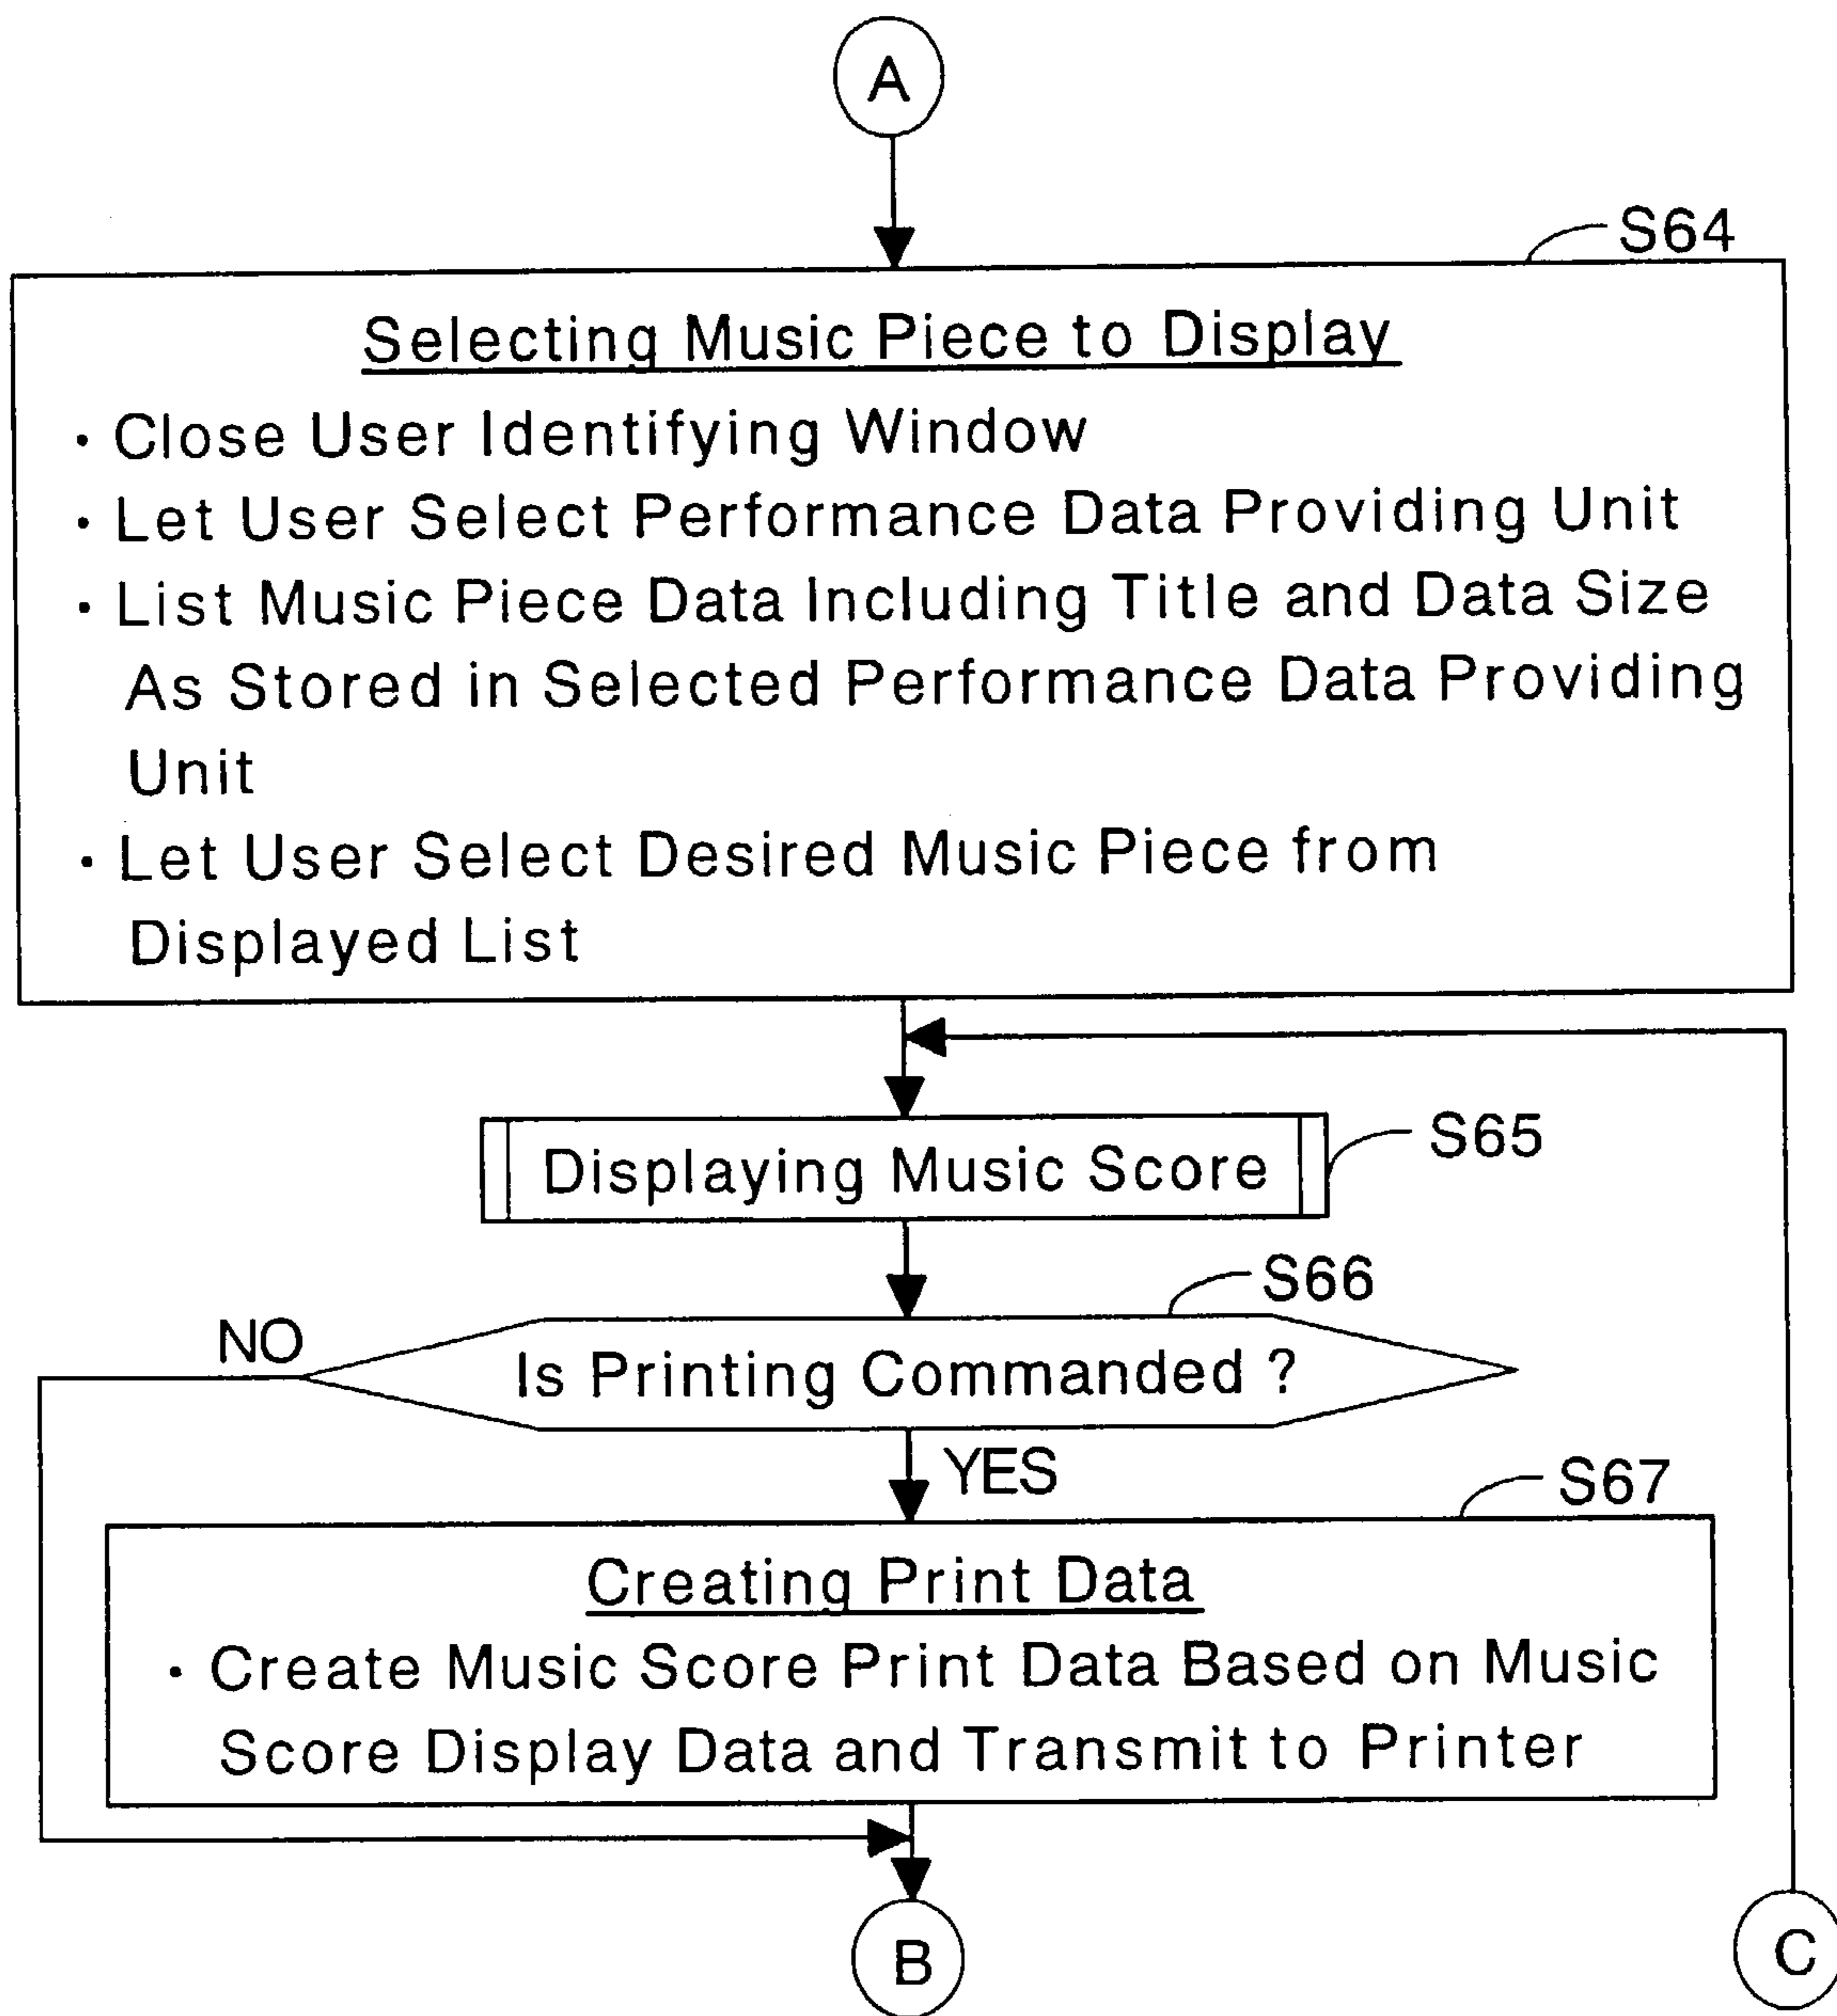 A
S64
Selecting Music Piece to Display
· Close User Identifying Window
· Let User Select Performance Data Providing Unit
· List Music Piece Data Including Title and Data Size
As Stored in Selected Performance Data Providing
Unit
· Let User Select Desired Music Piece from
Displayed List
Displaying Music Score
S65
S66
NO
Is Printing Commanded ?
YES
S67
Creating Print Data
· Create Music Score Print Data Based on Music
Score Display Data and Transmit to Printer
B
C